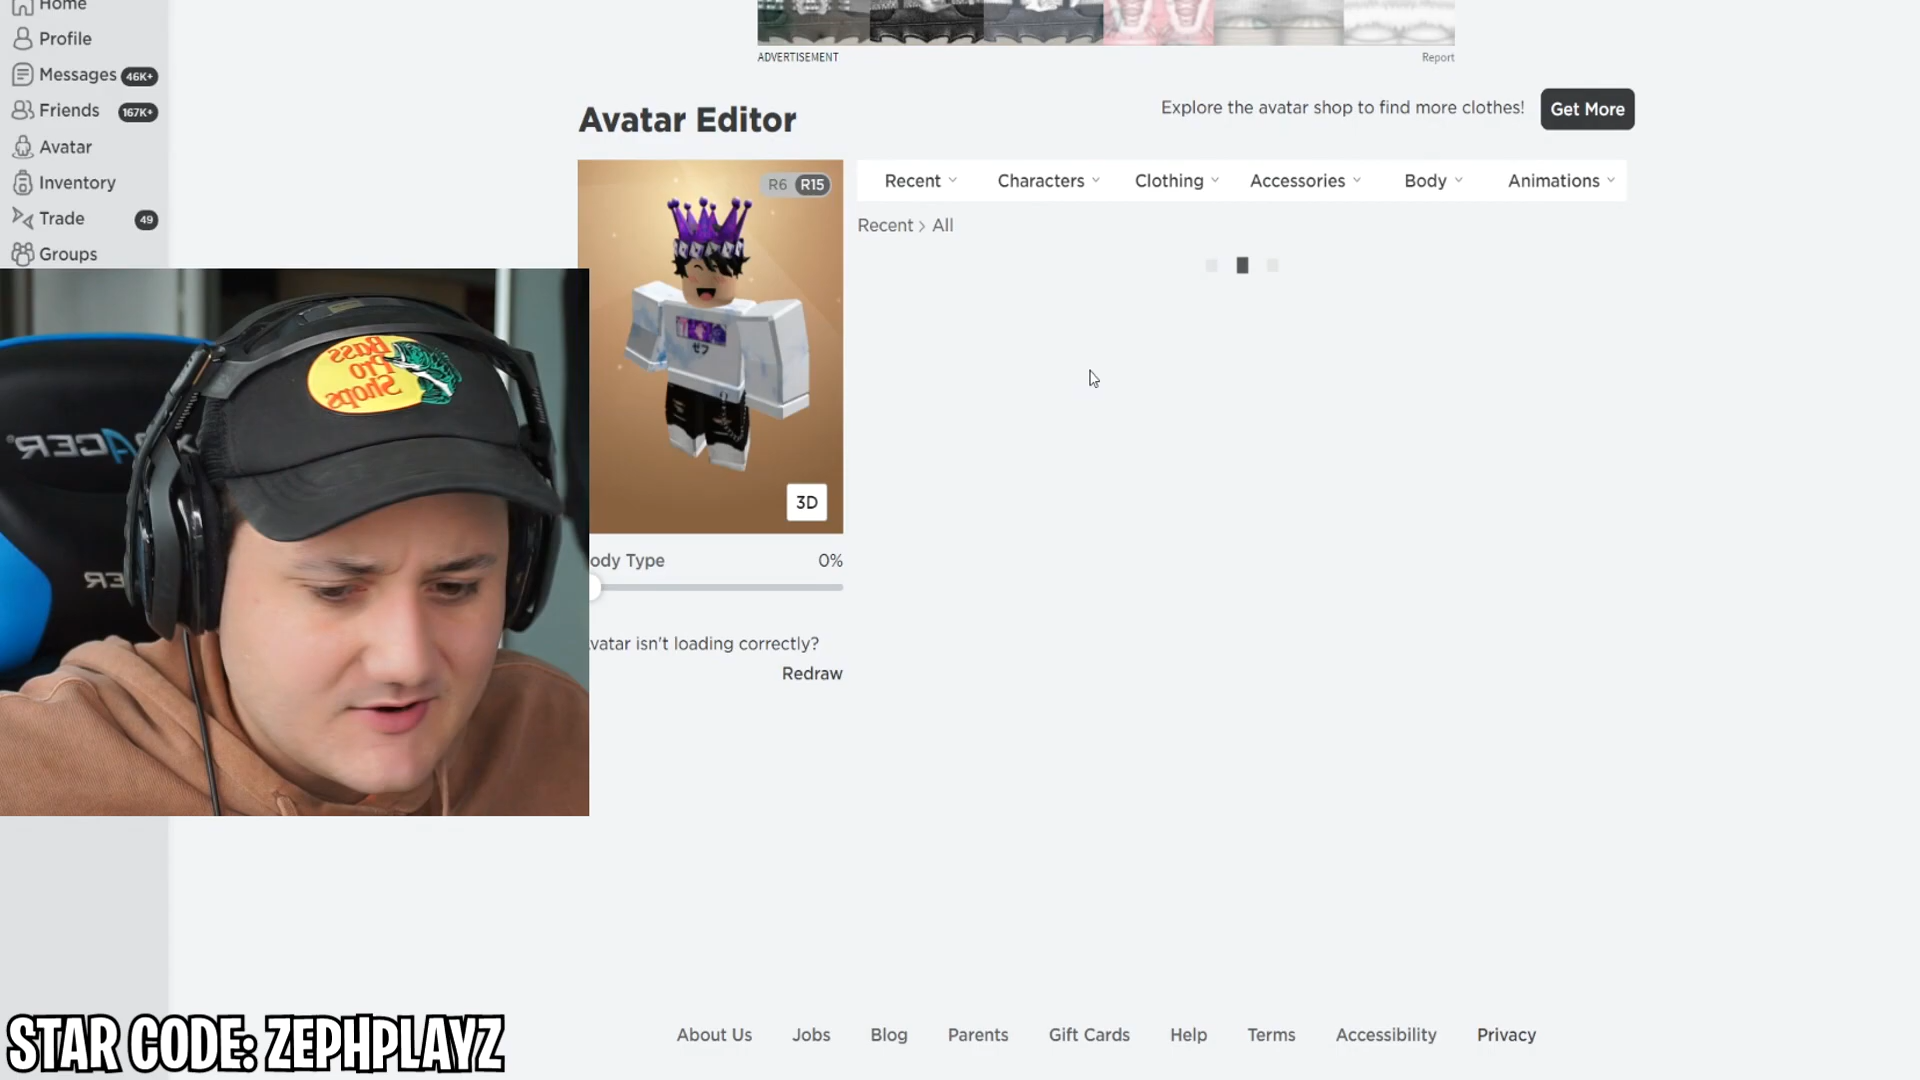 Home
Profile
Messages 46K+
Friends 167K+
Avatar
Inventory
Trade 49
Groups
ADVERTISEMENT
Report
Avatar Editor
Explore the avatar shop to find more clothes!
Get More
R6 R15
Recent
Characters
Clothing
Accessories
Body
Animations
Recent > All
ゼフ
3D
Bass
Pro
Shops
ody Type 0%
vatar isn't loading correctly?
Redraw
STAR CODE: ZEPHPLAYZ
About Us
Jobs
Blog
Parents
Gift Cards
Help
Terms
Accessibility
Privacy